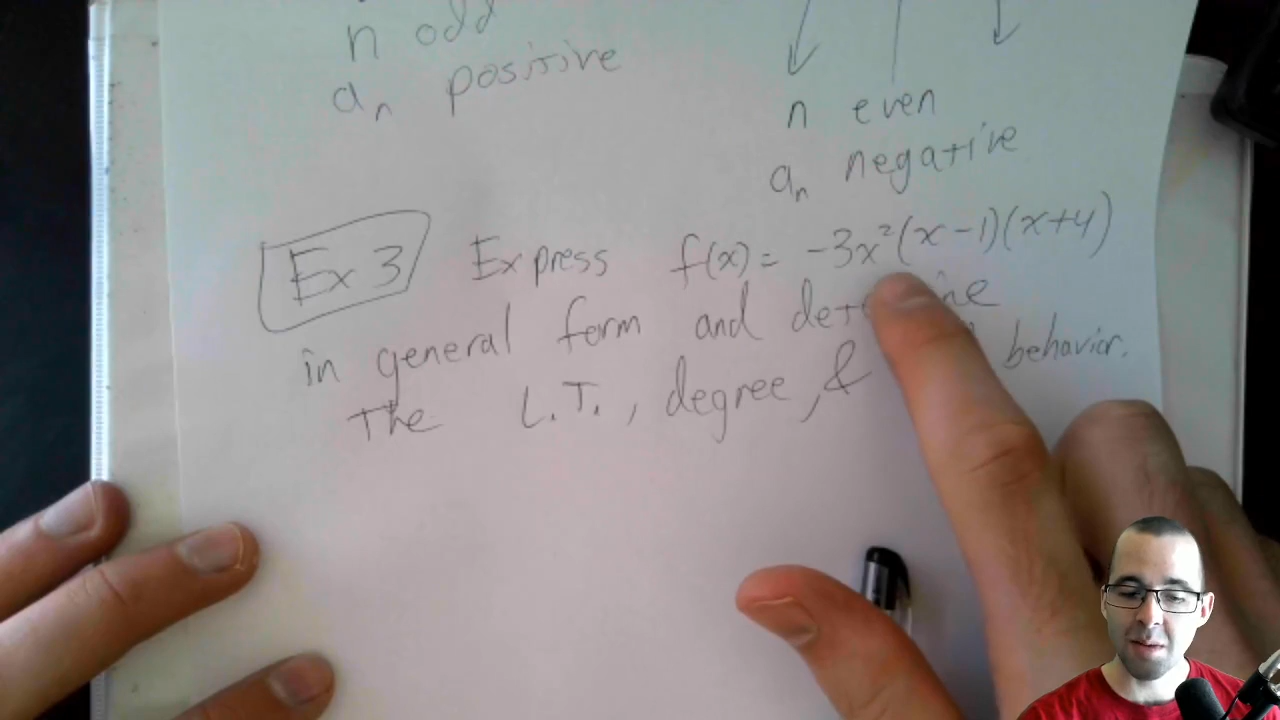 n odd
aₙ positive
n even
aₙ negative
Ex 3 Express f(x) = -3x²(x-1)(x+4)
in general form and
The L.T., degree, & behavior.